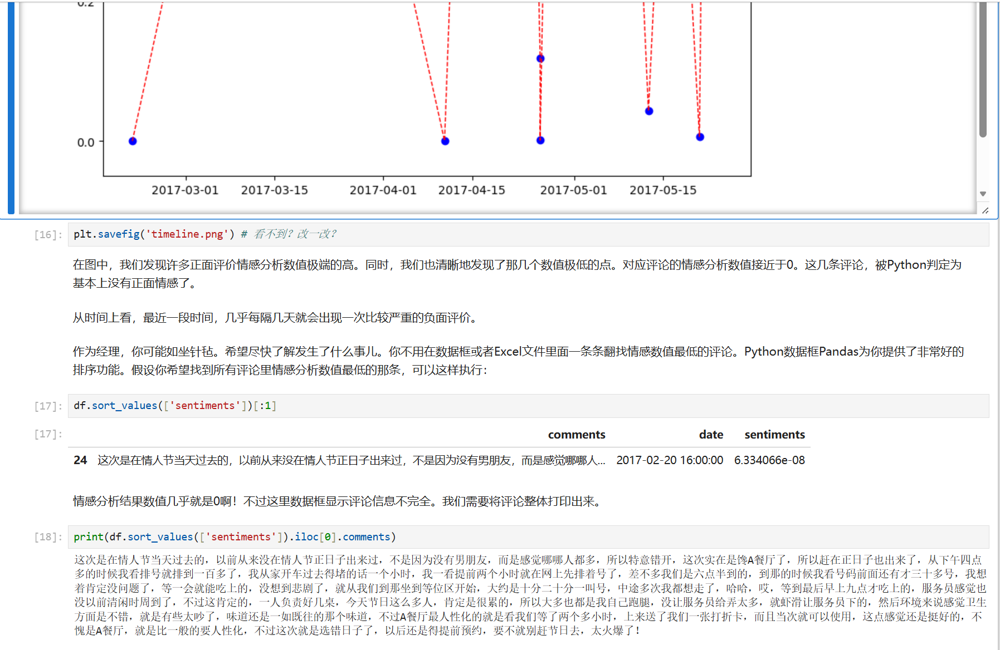 0.2
0.0
2017-03-01 2017-03-15 2017-04-01 2017-04-15 2017-05-01 2017-05-15
[16]: plt.savefig('timeline.png') # 看不到？改一改？
在图中，我们发现许多正面评价情感分析数值极端的高。同时，我们也清晰地发现了那几个数值极低的点。对应评论的情感分析数值接近于0。这几条评论，被Python判定为
基本上没有正面情感了。
从时间上看，最近一段时间，几乎每隔几天就会出现一次比较严重的负面评价。
作为经理，你可能如坐针毡。希望尽快了解发生了什么事儿。你不用在数据框或者Excel文件里面一条条翻找情感数值最低的评论。Python数据框Pandas为你提供了非常好的
排序功能。假设你希望找到所有评论里情感分析数值最低的那条，可以这样执行：
[17]: df.sort_values(['sentiments'])[:1]
[17]: comments date sentiments
24 这次是在情人节当天过去的，以前从来没在情人节正日子出来过，不是因为没有男朋友，而是感觉哪哪人... 2017-02-20 16:00:00 6.334066e-08
情感分析结果数值几乎就是0啊！不过这里数据框显示评论信息不完全。我们需要将评论整体打印出来。
[18]: print(df.sort_values(['sentiments']).iloc[0].comments)
这次是在情人节当天过去的，以前从来没在情人节正日子出来过，不是因为没有男朋友，而是感觉哪哪人都多，所以特意错开，这次实在是馋A餐厅了，所以赶在正日子也出来了，从下午四点
多的时候我看排号就排到一百多了，我从家开车过去得堵的话一个小时，我一看提前两个小时就在网上先排着号了，差不多我们是六点半到的，到那的时候我看号码前面还有才三十多号，我想
着肯定没问题了，等一会就能吃上的，没想到悲剧了，就从我们到那坐到等位区开始，大约是十分二十分一叫号，中途多次我都想走了，哈哈，哎，等到最后早上九点才吃上的，服务员感觉也
没以前清闲时周到了，不过这肯定的，一人负责好几桌，今天节日这么多人，肯定是很累的，所以大多也都是我自己跑腿，没让服务员给弄太多，就虾滑让服务员下的，然后环境来说感觉卫生
方面是不错，就是有些太吵了，味道还是一如既往的那个味道，不过A餐厅最人性化的就是看我们等了两个多小时，上来送了我们一张打折卡，而且当次就可以使用，这点感觉还是挺好的，不
愧是A餐厅，就是比一般的要人性化，不过这次就是选错日子了，以后还是得提前预约，要不就别赶节日去，太火爆了！